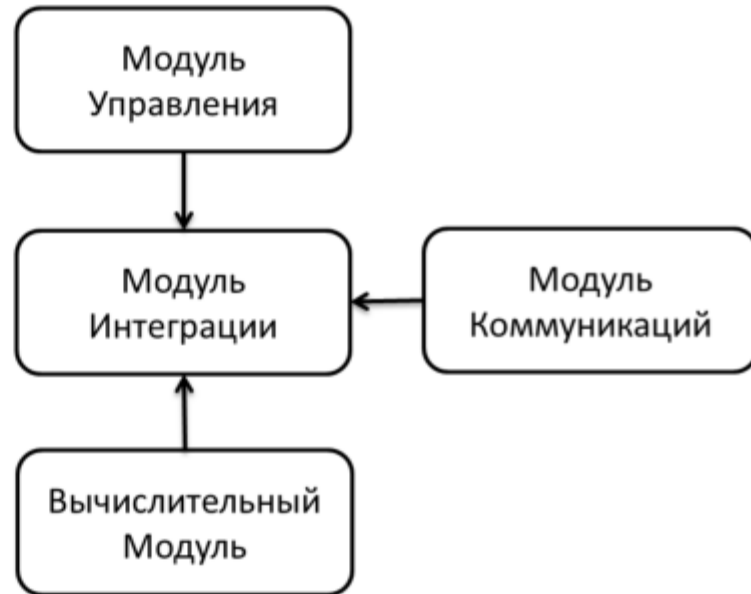 Модуль
Управления
Модуль
Интеграции
Модуль
Коммуникаций
Вычислительный
Модуль